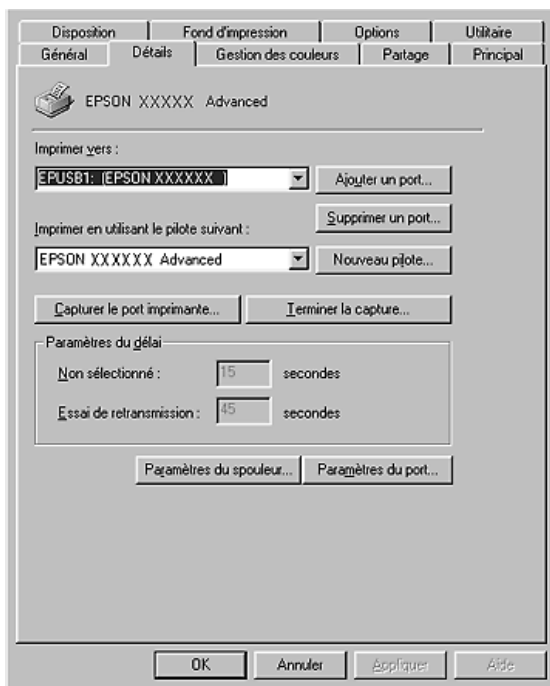 Disposition Fond d'impression Options Utilitaire
Général Détails Gestion des couleurs Partage Principal
EPSON XXXXX Advanced
Imprimer vers :
EPUSB1: (EPSON XXXXXX ) Ajouter un port...
Supprimer un port...
Imprimer en utilisant le pilote suivant :
EPSON XXXXXX Advanced Nouveau pilote...
Capturer le port imprimante... Terminer la capture...
Paramètres du délai
Non sélectionné : 15 secondes
Essai de retransmission : 45 secondes
Paramètres du spouleur... Paramètres du port...
OK Annuler Appliquer Aide